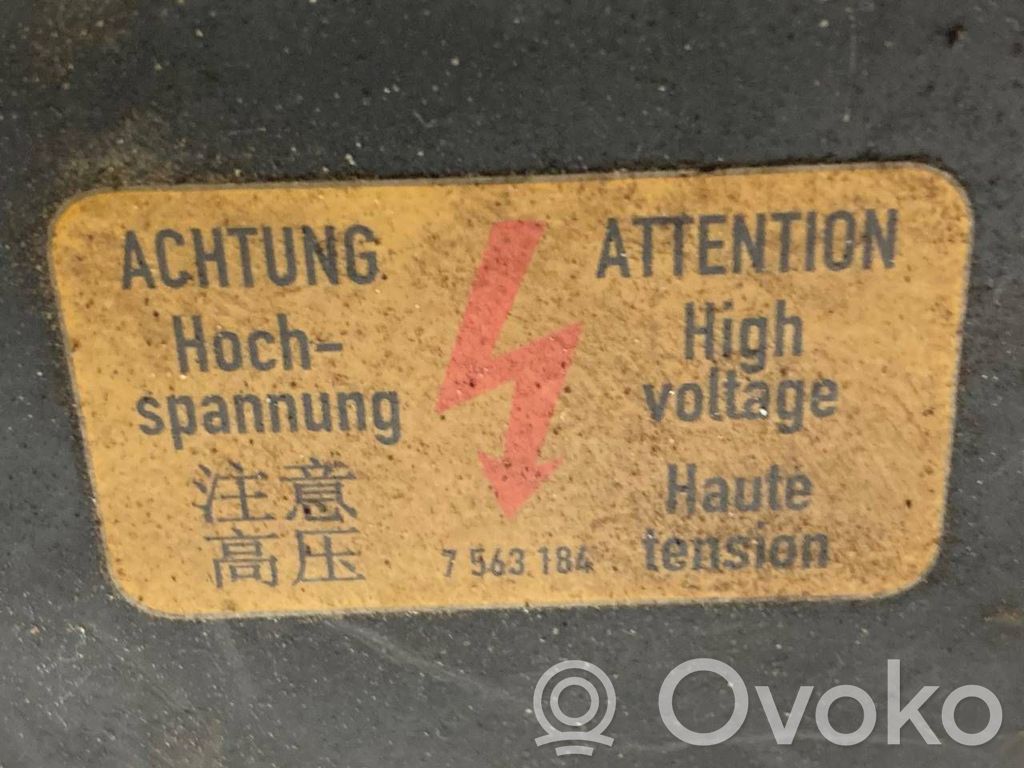 ACHTUNG
Hoch-
spannung
注意
高压
7 563 184
ATTENTION
High
voltage
Haute
tension
Ovoko